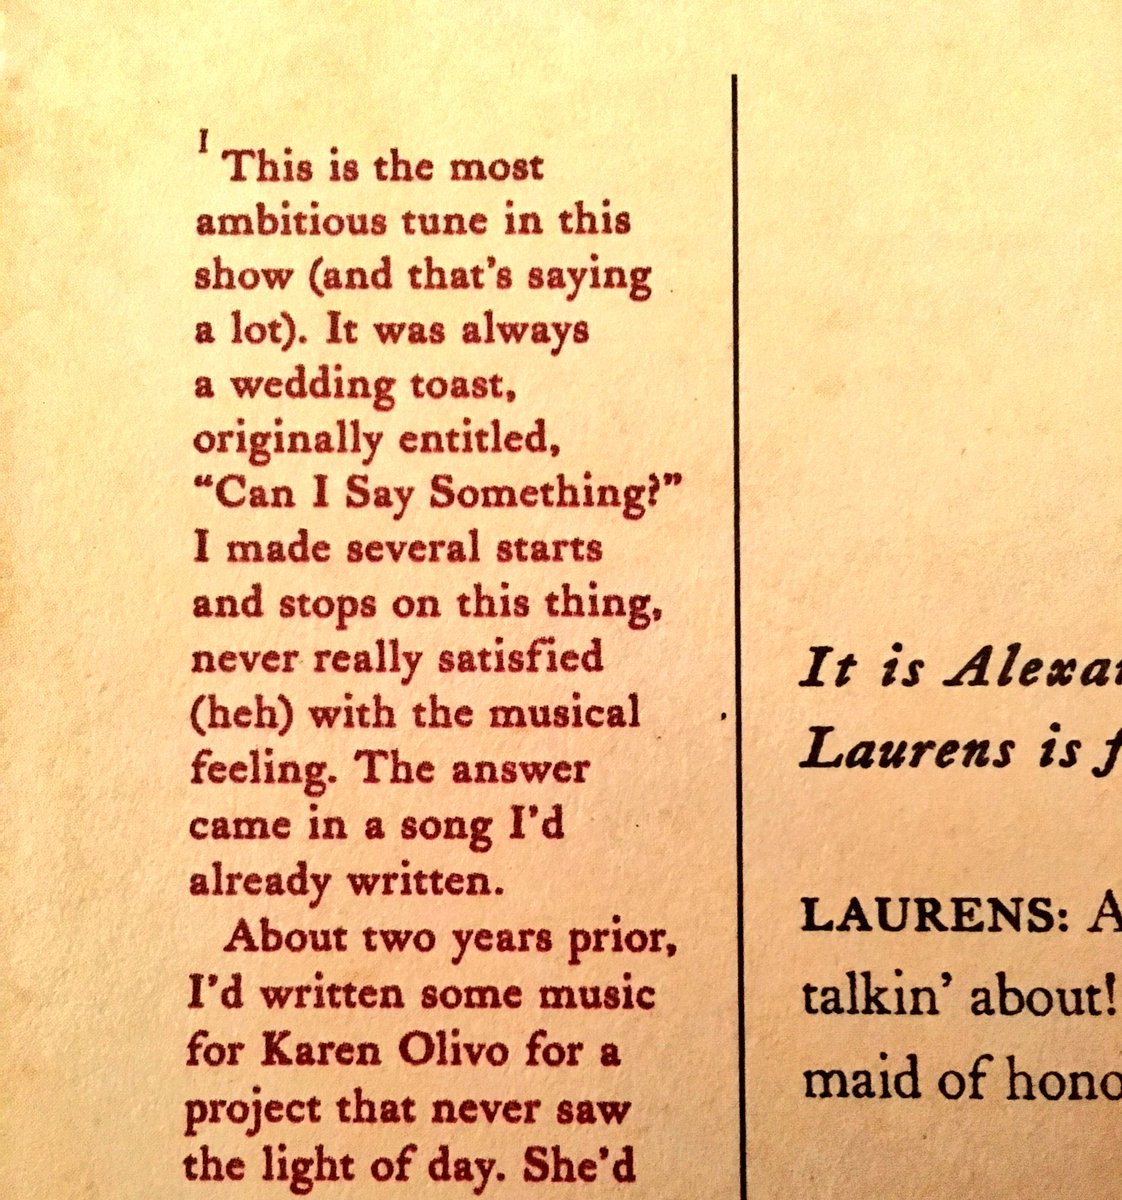 1 This is the most
ambitious tune in this
show (and that's saying
a lot). It was always
a wedding toast,
originally entitled,
“Can I Say Something?”
I made several starts
and stops on this thing,
never really satisfied
(heh) with the musical
feeling. The answer
came in a song I'd
already written.
About two years prior,
I'd written some music
for Karen Olivo for a
project that never saw
the light of day. She'd
It is
Laurens is
LAURENS:
talkin' about!
maid of